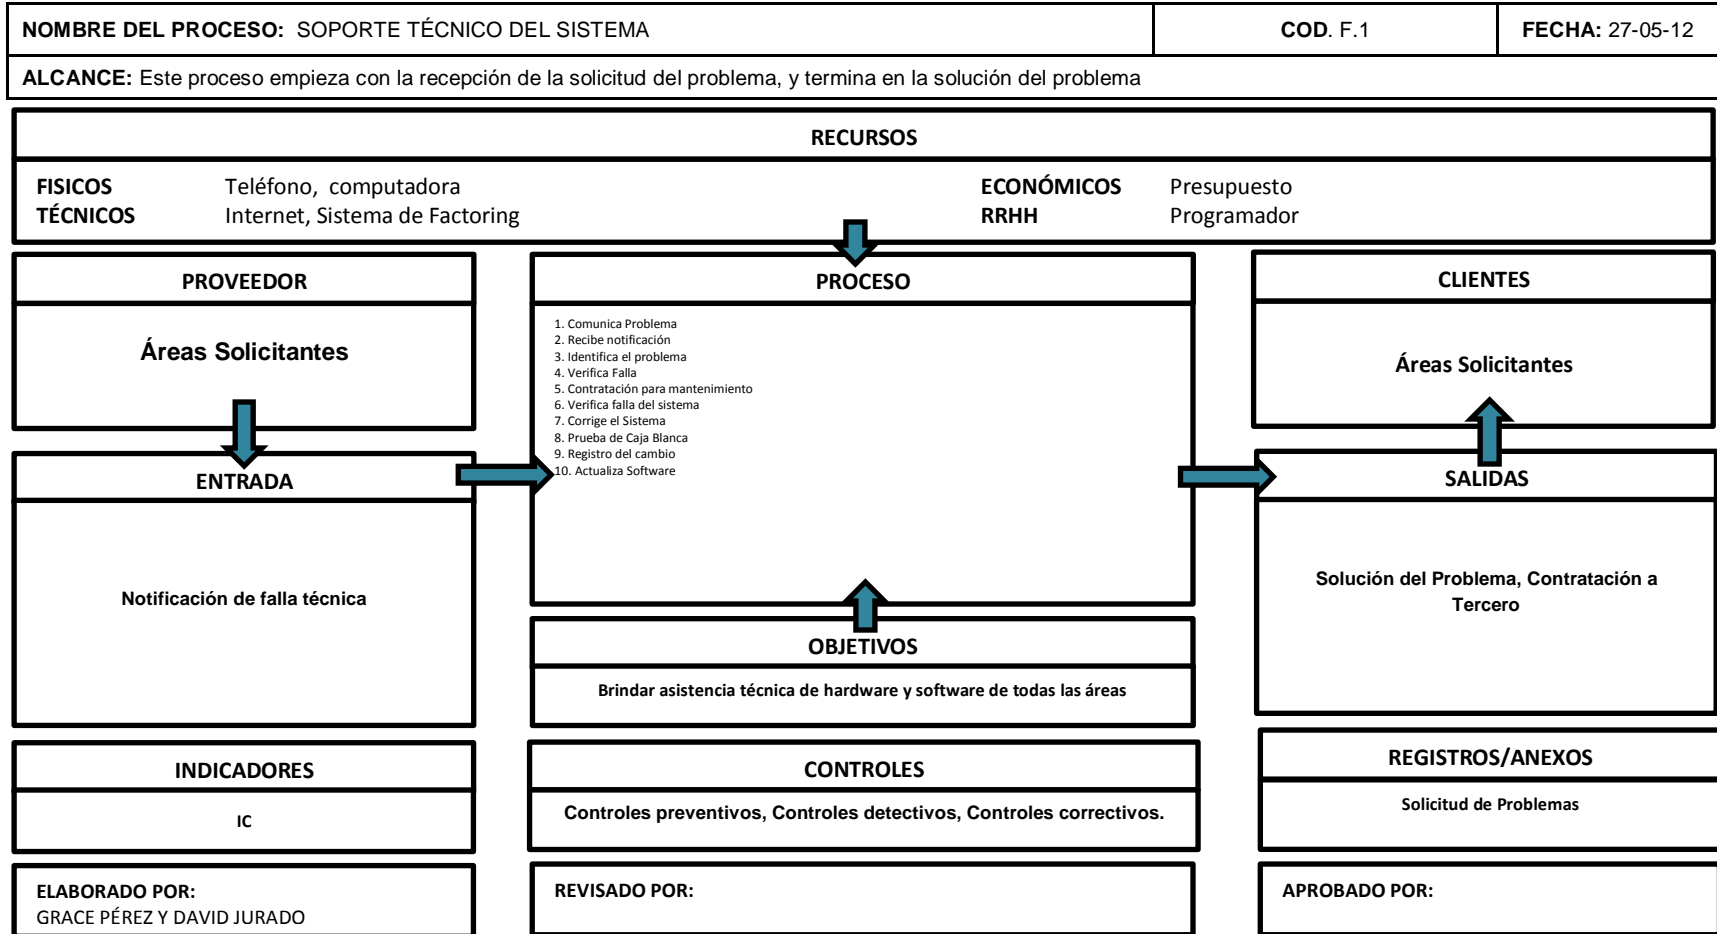 NOMBRE DEL PROCESO: SOPORTE TÉCNICO DEL SISTEMA
COD. F.1
FECHA: 27-05-12
ALCANCE: Este proceso empieza con la recepción de la solicitud del problema, y termina en la solución del problema
RECURSOS
FISICOS Teléfono, computadora
TÉCNICOS Internet, Sistema de Factoring
ECONÓMICOS Presupuesto
RRHH Programador
PROVEEDOR
Áreas Solicitantes
ENTRADA
Notificación de falla técnica
PROCESO
1. Comunica Problema
2. Recibe notificación
3. Identifica el problema
4. Verifica Falla
5. Contratación para mantenimiento
6. Verifica falla del sistema
7. Corrige el Sistema
8. Prueba de Caja Blanca
9. Registro del cambio
10. Actualiza Software
OBJETIVOS
Brindar asistencia técnica de hardware y software de todas las áreas
CLIENTES
Áreas Solicitantes
SALIDAS
Solución del Problema, Contratación a
Tercero
INDICADORES
IC
CONTROLES
Controles preventivos, Controles detectivos, Controles correctivos.
REGISTROS/ANEXOS
Solicitud de Problemas
ELABORADO POR:
GRACE PÉREZ Y DAVID JURADO
REVISADO POR:
APROBADO POR: